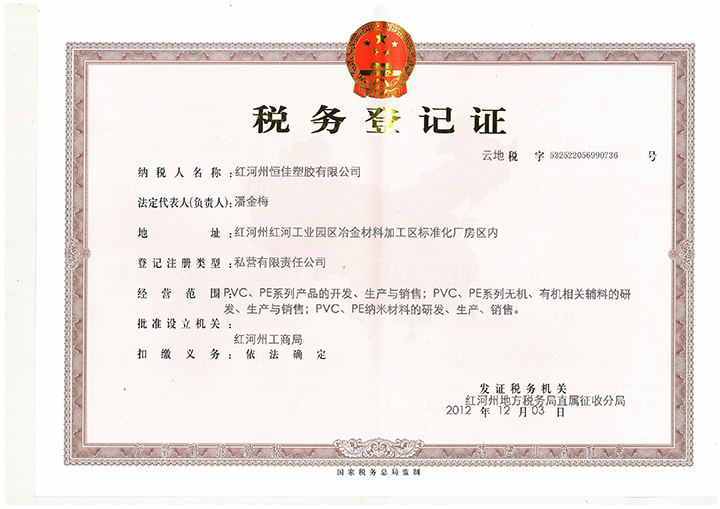 税务登记证
云地 税 字 532522056990736 号
纳税人名称：红河州恒佳塑胶有限公司
法定代表人(负责人)：潘金梅
地 址：红河州红河工业园区冶金材料加工区标准化厂房区内
登记注册类型：私营有限责任公司
经营范围：PVC、PE系列产品的开发、生产与销售；PVC、PE系列无机、有机相关辅料的研
发、生产与销售；PVC、PE纳米材料的研发、生产、销售。
批准设立机关：
红河州工商局
扣缴义务：依法确定
发证税务机关
红河州地方税务局直属征收分局
2012 年 12 月 03 日
国家税务总局监制